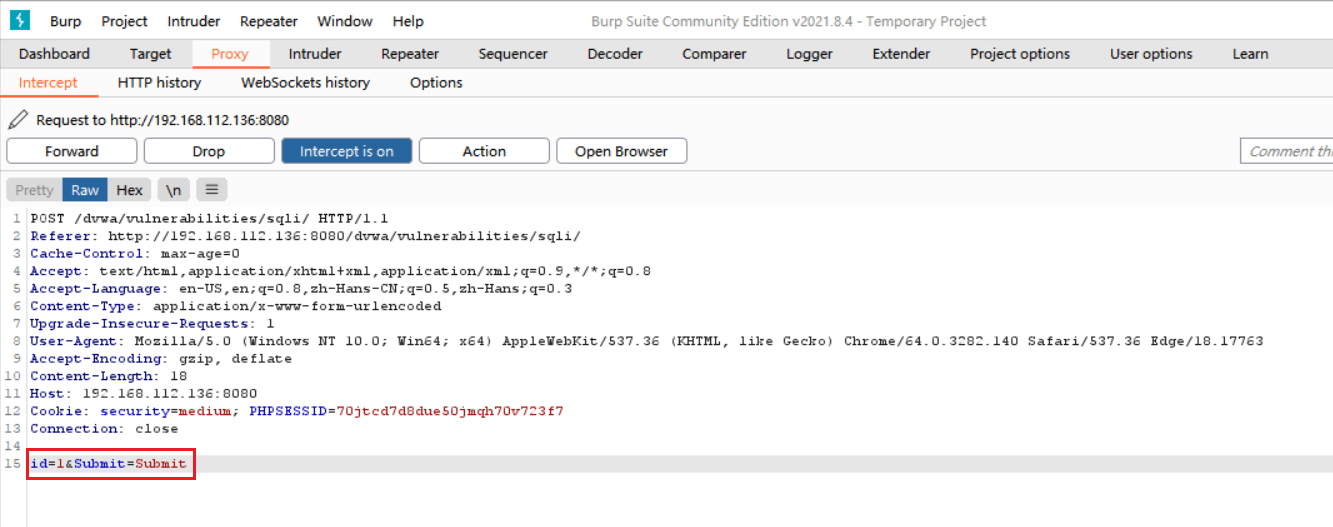 Burp Project Intruder Repeater Window Help Burp Suite Community Edition v2021.8.4 - Temporary Project
Dashboard Target Proxy Intruder Repeater Sequencer Decoder Comparer Logger Extender Project options User options Learn
Intercept HTTP history WebSockets history Options
Request to http://192.168.112.136:8080
Forward Drop Intercept is on Action Open Browser Comment thi
Pretty Raw Hex \n ≡
1 POST /dvwa/vulnerabilities/sqli/ HTTP/1.1
2 Referer: http://192.168.112.136:8080/dvwa/vulnerabilities/sqli/
3 Cache-Control: max-age=0
4 Accept: text/html,application/xhtml+xml,application/xml;q=0.9,*/*;q=0.8
5 Accept-Language: en-US,en;q=0.8,zh-Hans-CN;q=0.5,zh-Hans;q=0.3
6 Content-Type: application/x-www-form-urlencoded
7 Upgrade-Insecure-Requests: 1
8 User-Agent: Mozilla/5.0 (Windows NT 10.0; Win64; x64) AppleWebKit/537.36 (KHTML, like Gecko) Chrome/64.0.3282.140 Safari/537.36 Edge/18.17763
9 Accept-Encoding: gzip, deflate
10 Content-Length: 18
11 Host: 192.168.112.136:8080
12 Cookie: security=medium; PHPSESSID=70jtcd7d8due50jmqh70v723f7
13 Connection: close
14
15 id=1&Submit=Submit